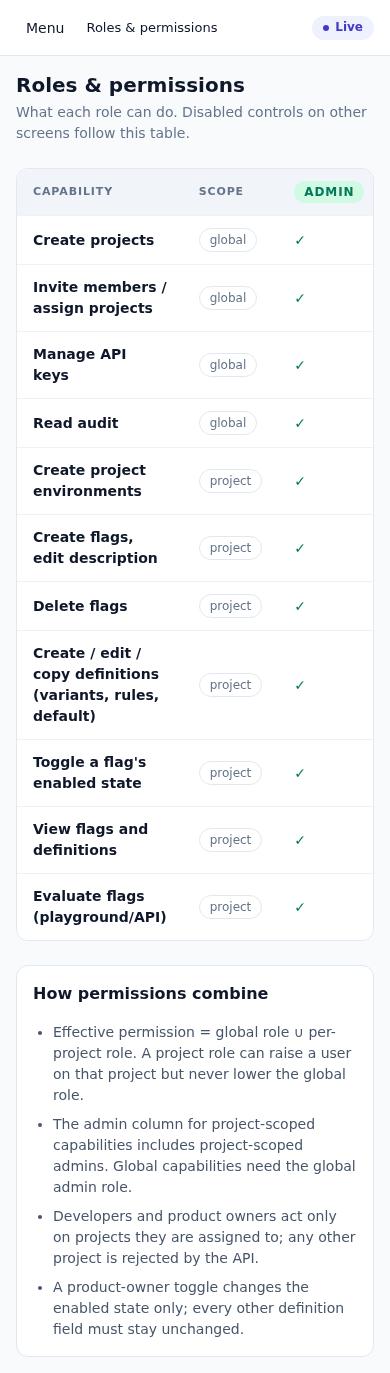 Menu Roles & permissions Live
Roles & permissions
What each role can do. Disabled controls on other
screens follow this table.
CAPABILITY SCOPE ADMIN
Create projects global ✓
Invite members /
assign projects global ✓
Manage API
keys global ✓
Read audit global ✓
Create project
environments project ✓
Create flags,
edit description project ✓
Delete flags project ✓
Create / edit /
copy definitions
(variants, rules,
default) project ✓
Toggle a flag's
enabled state project ✓
View flags and
definitions project ✓
Evaluate flags
(playground/API) project ✓
How permissions combine
• Effective permission = global role ∪ per-
project role. A project role can raise a user
on that project but never lower the global
role.
• The admin column for project-scoped
capabilities includes project-scoped
admins. Global capabilities need the global
admin role.
• Developers and product owners act only
on projects they are assigned to; any other
project is rejected by the API.
• A product-owner toggle changes the
enabled state only; every other definition
field must stay unchanged.